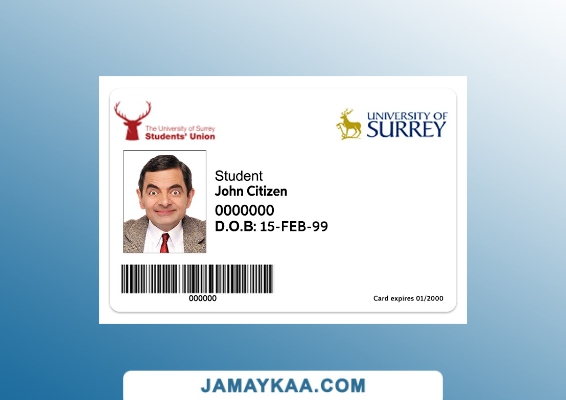 The University of Surrey
Students' Union
UNIVERSITY OF
SURREY
Student
John Citizen
0000000
D.O.B: 15-FEB-99
000000
Card expires 01/2000
JAMAYKAA.COM